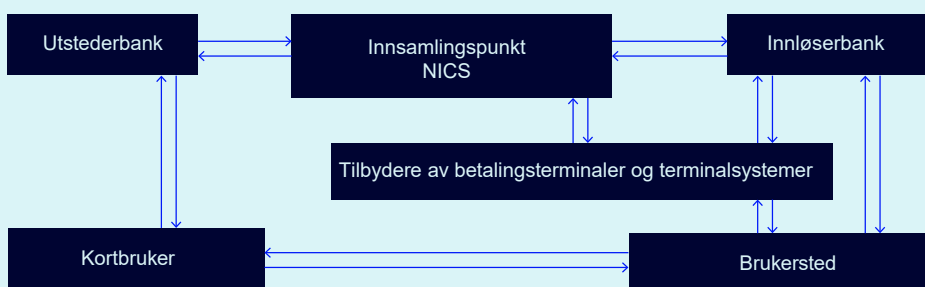 Utstederbank
Innsamlingspunkt
NICS
Innløserbank
Tilbydere av betalingsterminaler og terminalsystemer
Kortbruker
Brukersted